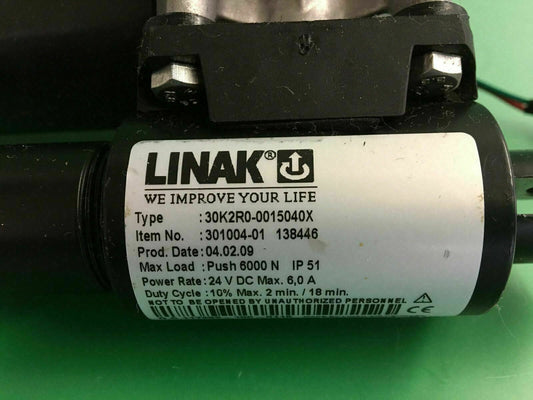 LINAK®
WE IMPROVE YOUR LIFE
Type : 30K2R0-0015040X
Item No. : 301004-01 138446
Prod. Date: 04.02.09
Max Load : Push 6000 N IP 51
Power Rate: 24 V DC Max. 6,0 A
Duty Cycle : 10% Max. 2 min. / 18 min.
NOT TO BE OPENED BY UNAUTHORIZED PERSONNEL
CE